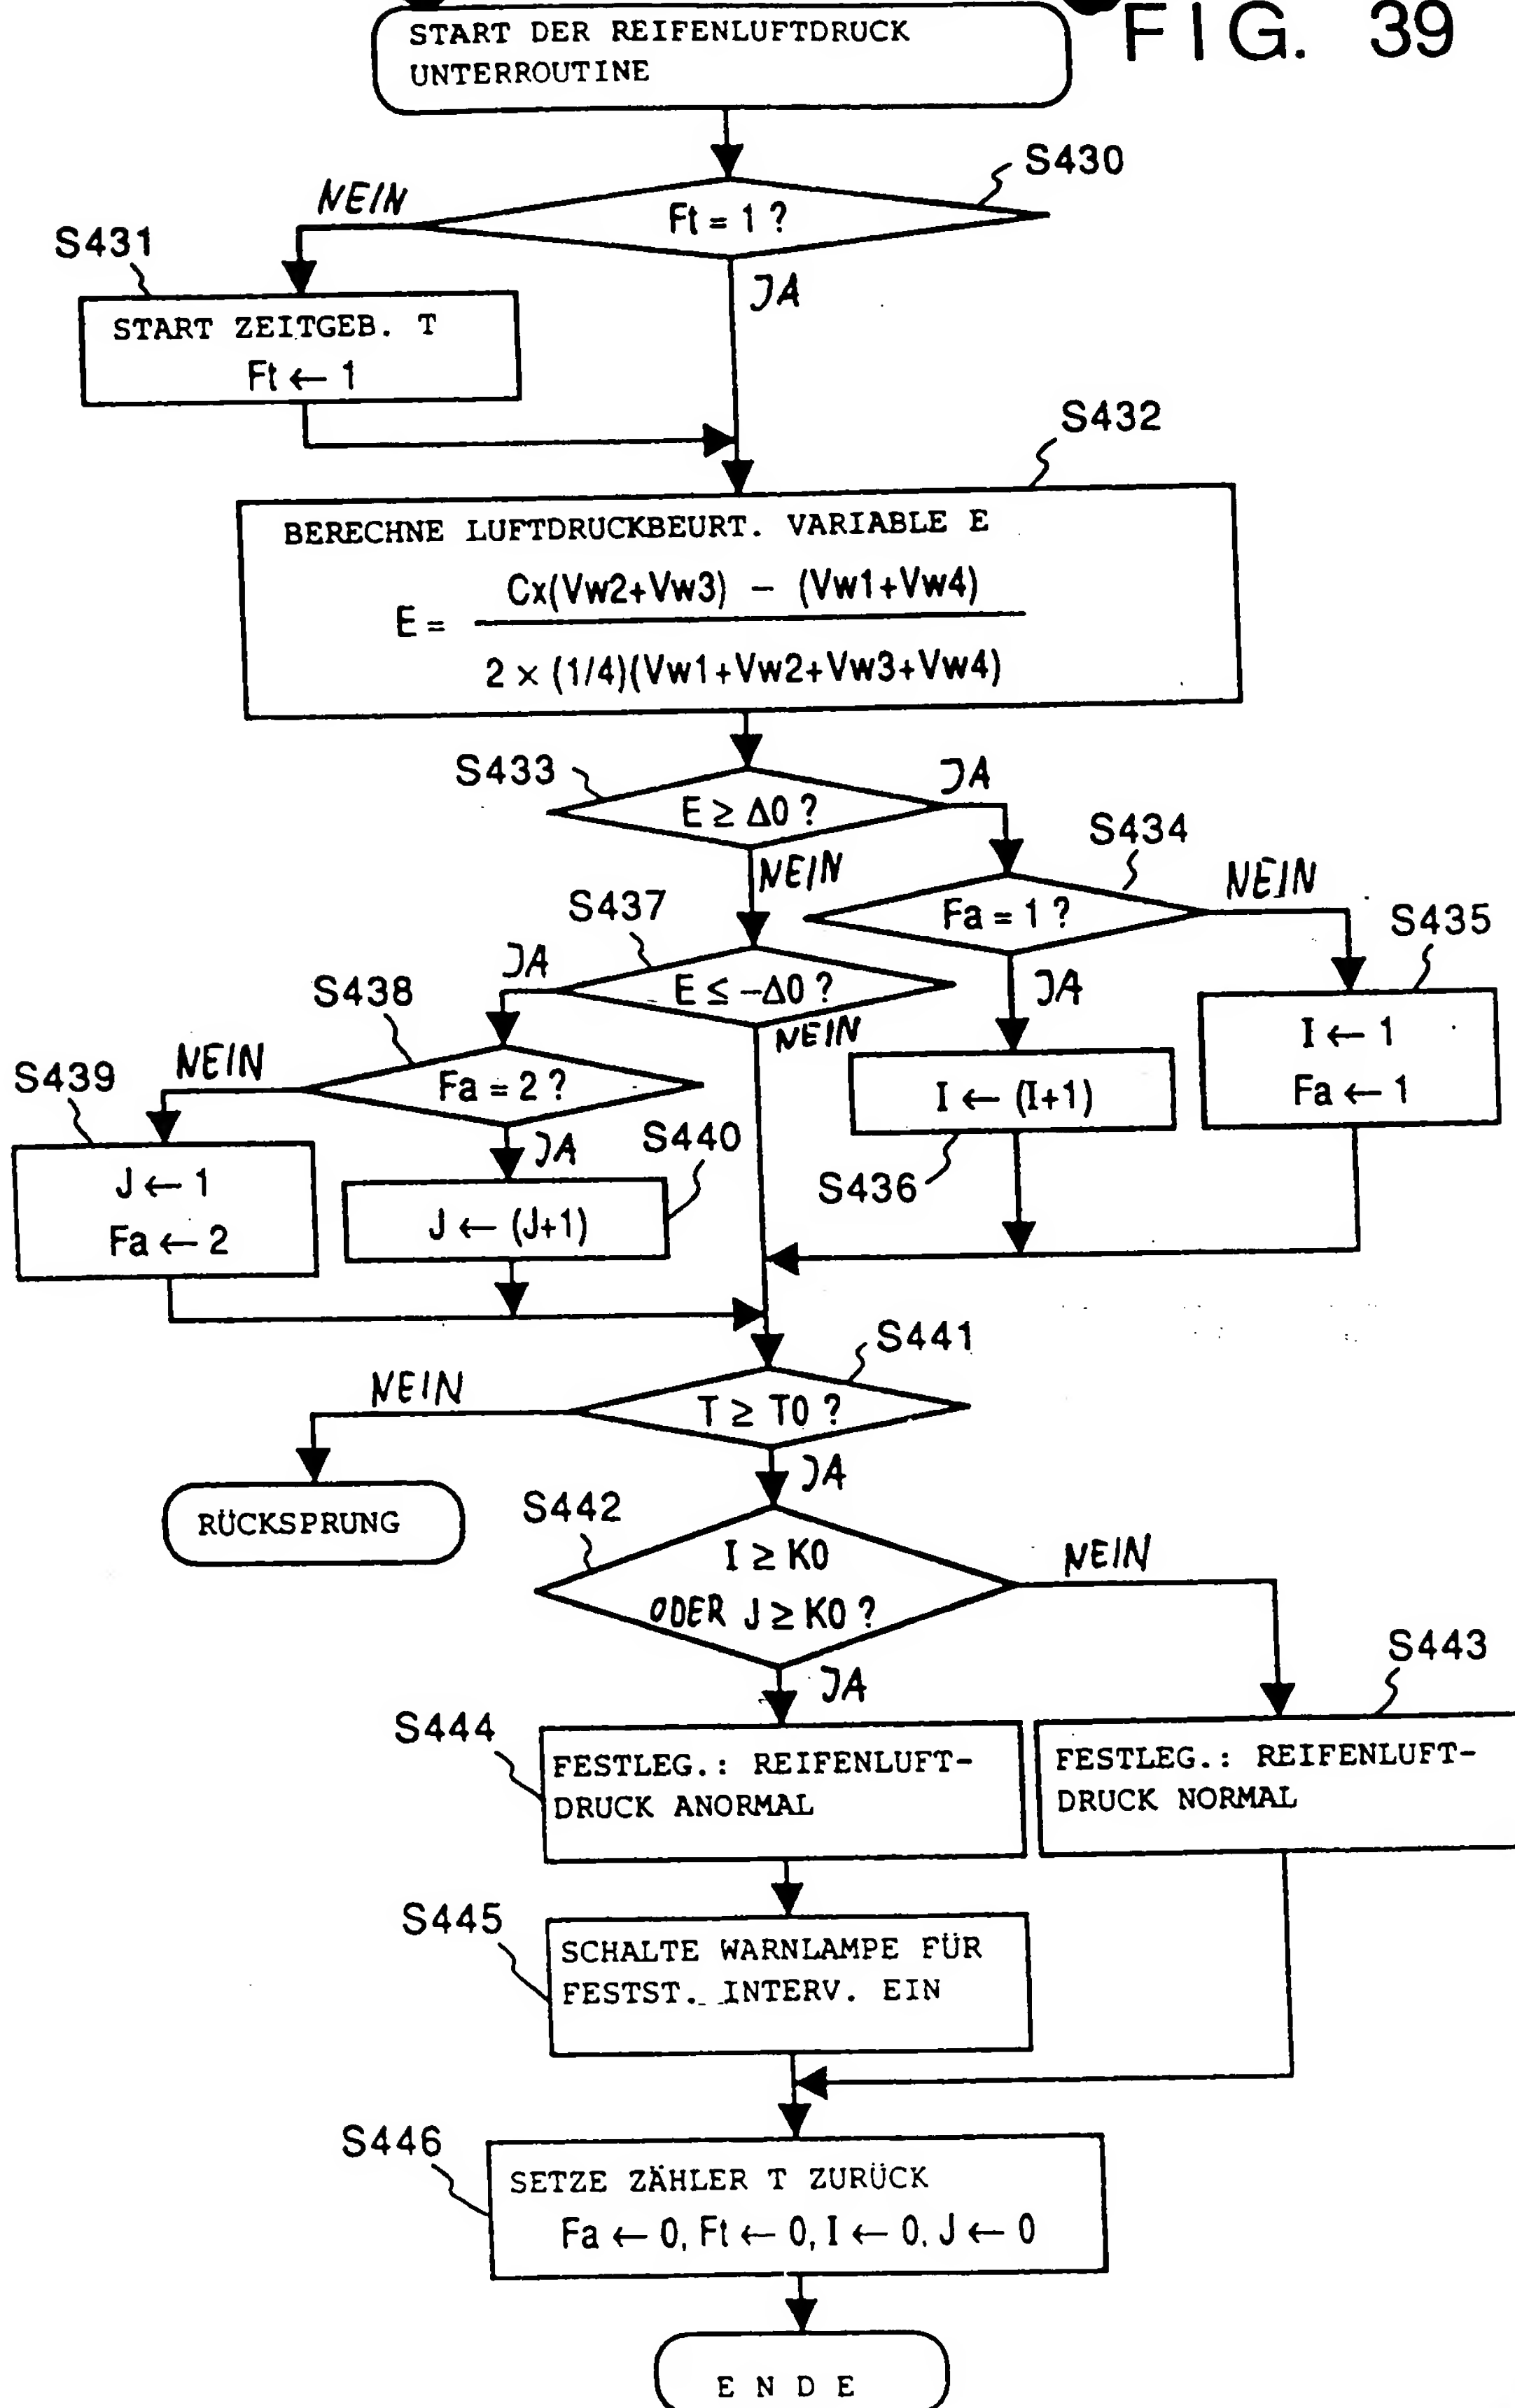 START DER REIFENLUFTDRUCK
UNTERROUTINE
FIG. 39
S430
NEIN
Ft = 1 ?
S431
JA
START ZEITGEB. T
Ft ← 1
S432
BERECHNE LUFTDRUCKBEURT. VARIABLE E
E = Cx(Vw2+Vw3) – (Vw1+Vw4)
2 × (1/4)(Vw1+Vw2+Vw3+Vw4)
S433
JA
E ≥ Δ0 ?
S434
NEIN
NEIN
S437
Fa = 1 ?
S435
JA
E ≤ -Δ0 ?
JA
S438
NEIN
I ← 1
Fa ← 1
NEIN
S439
Fa = 2 ?
I ← (I+1)
JA
S440
S436
J ← 1
Fa ← 2
J ← (J+1)
S441
NEIN
T ≥ T0 ?
JA
RÜCKSPRUNG
S442
I ≥ K0
ODER J ≥ K0 ?
NEIN
JA
S443
S444
FESTLEG.: REIFENLUFT-
DRUCK ANORMAL
FESTLEG.: REIFENLUFT-
DRUCK NORMAL
S445
SCHALTE WARNLAMPE FÜR
FESTST. INTERV. EIN
S446
SETZE ZÄHLER T ZURÜCK
Fa ← 0, Ft ← 0, I ← 0, J ← 0
E N D E